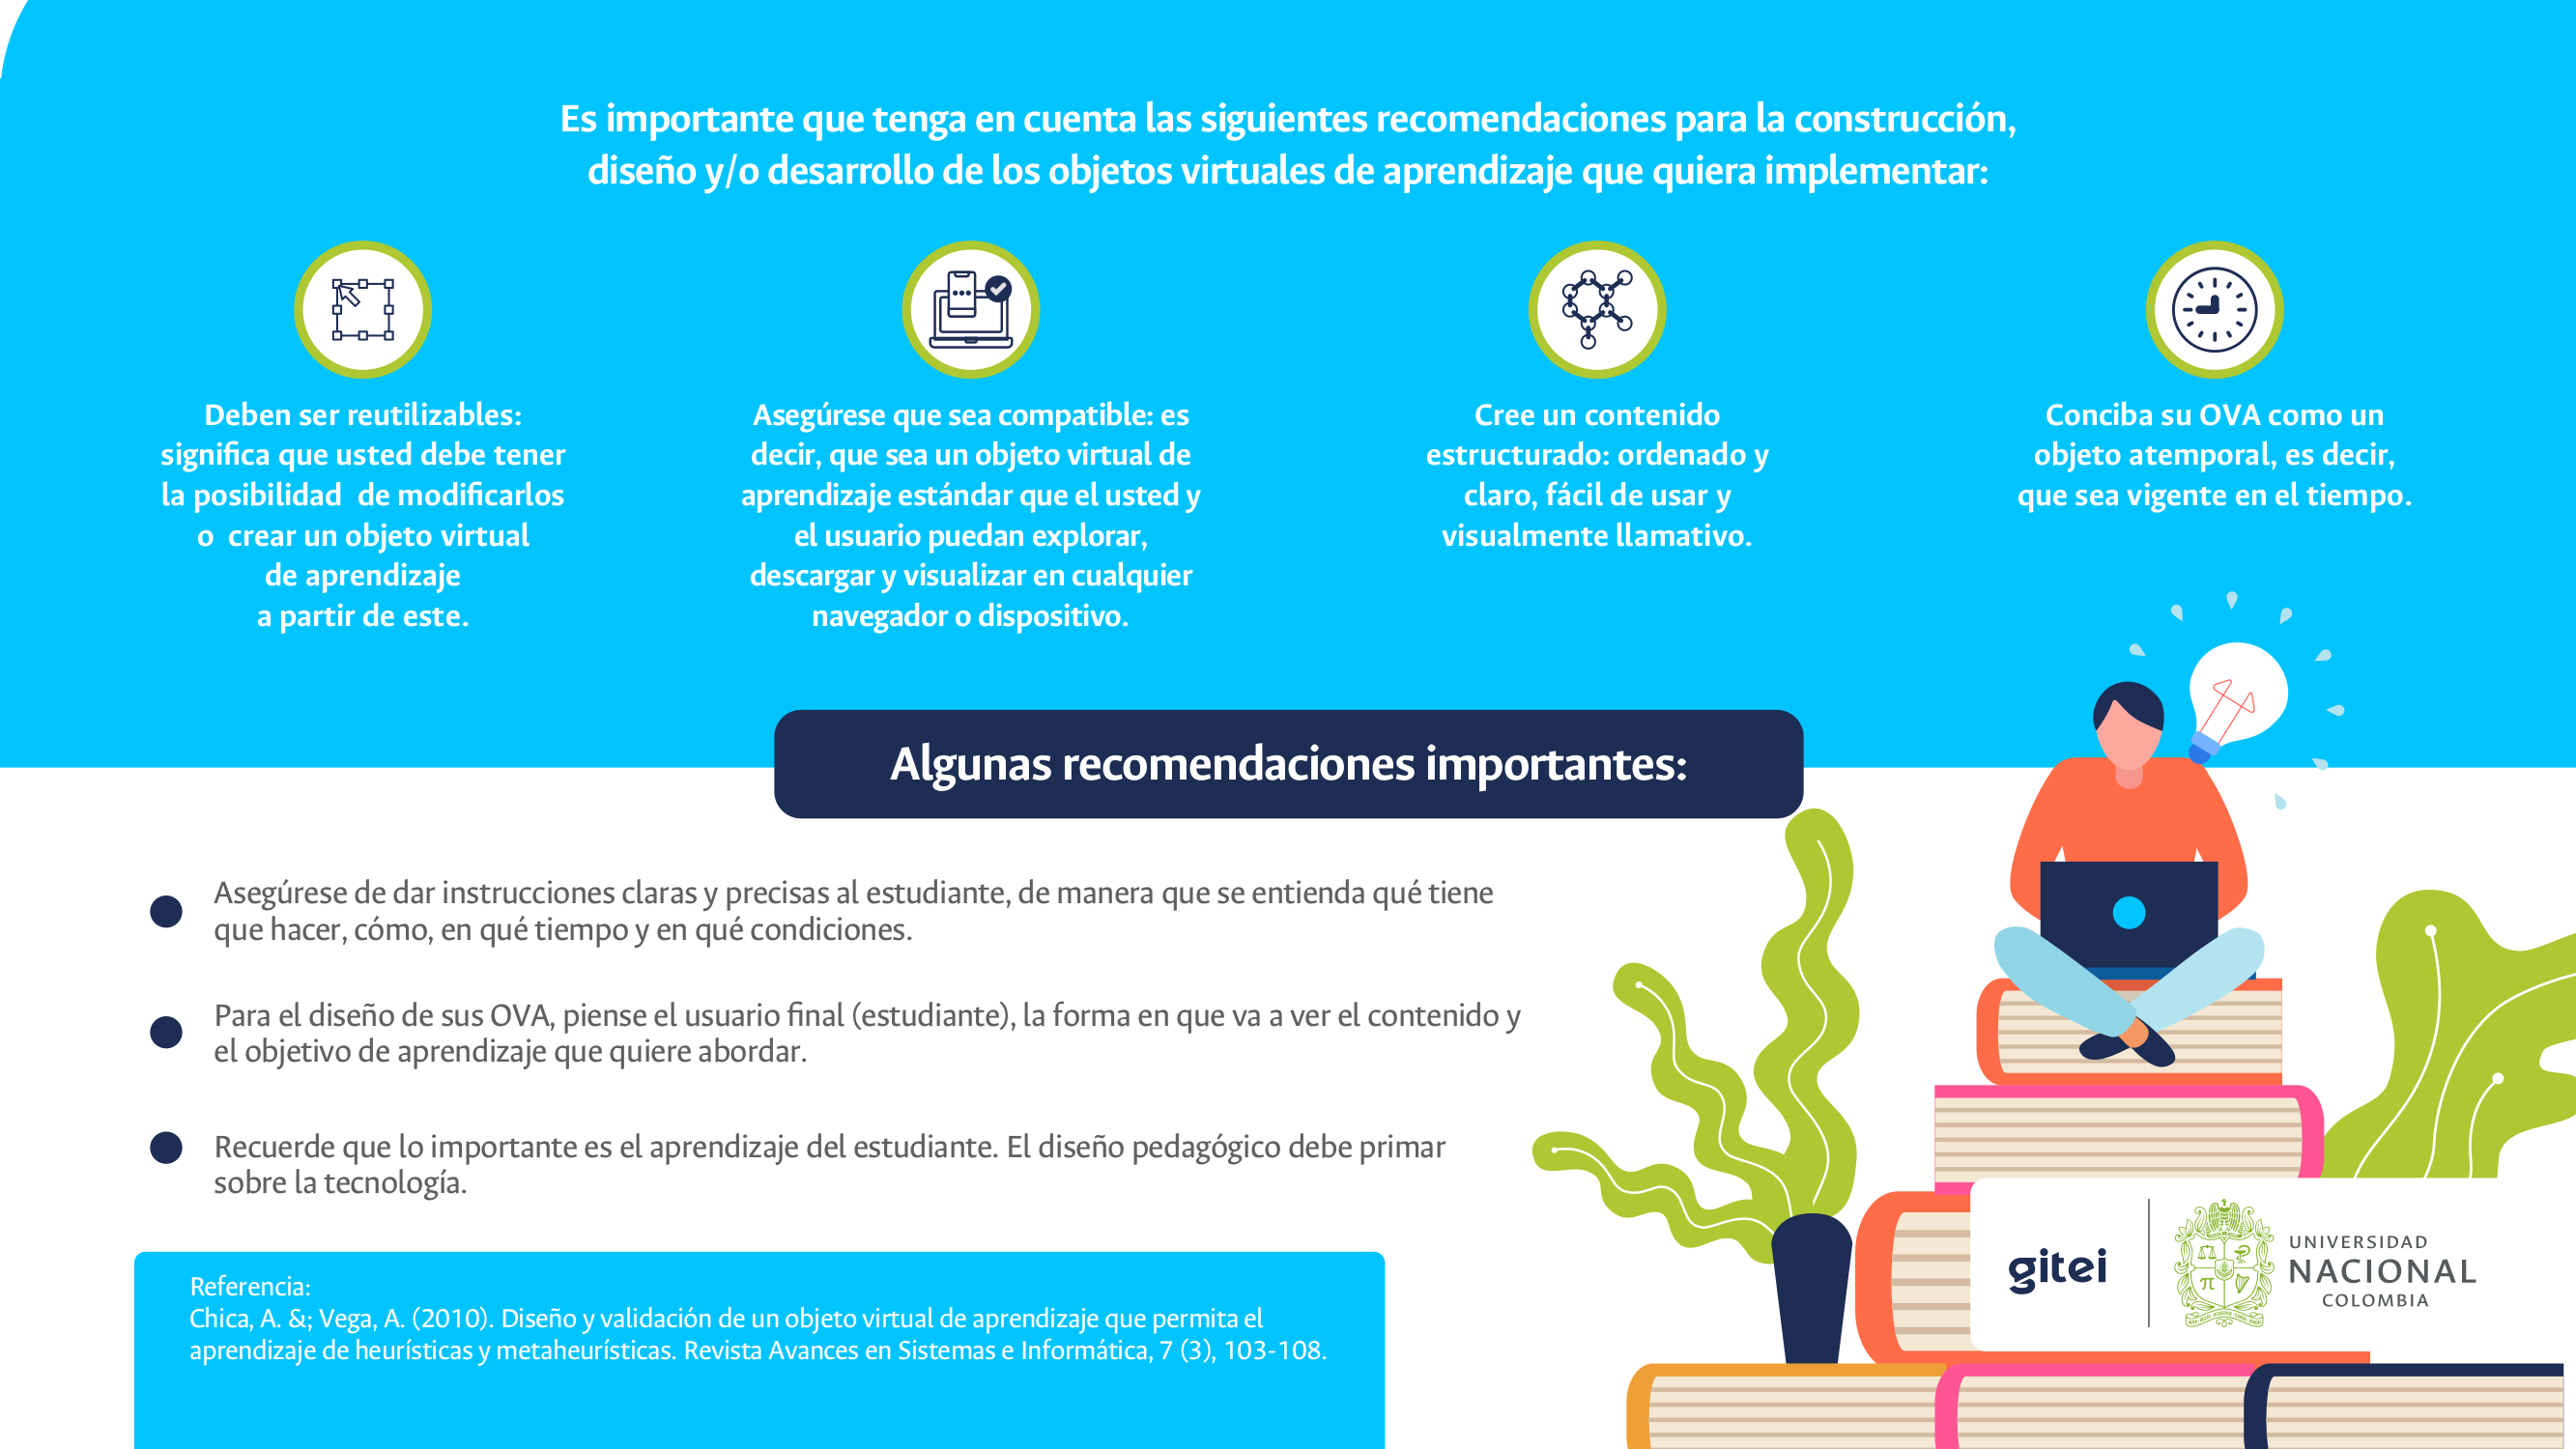 Es importante que tenga en cuenta las siguientes recomendaciones para la construcción,
diseño y/o desarrollo de los objetos virtuales de aprendizaje que quiera implementar:
Deben ser reutilizables:
significa que usted debe tener
la posibilidad  de modificarlos
o  crear un objeto virtual
de aprendizaje
a partir de este.
Asegúrese que sea compatible: es
decir, que sea un objeto virtual de
aprendizaje estándar que el usted y
el usuario puedan explorar,
descargar y visualizar en cualquier
navegador o dispositivo.
Cree un contenido
estructurado: ordenado y
claro, fácil de usar y
visualmente llamativo.
Conciba su OVA como un
objeto atemporal, es decir,
que sea vigente en el tiempo.
Algunas recomendaciones importantes:
Asegúrese de dar instrucciones claras y precisas al estudiante, de manera que se entienda qué tiene
que hacer, cómo, en qué tiempo y en qué condiciones.
Para el diseño de sus OVA, piense el usuario final (estudiante), la forma en que va a ver el contenido y
el objetivo de aprendizaje que quiere abordar.
Recuerde que lo importante es el aprendizaje del estudiante. El diseño pedagógico debe primar
sobre la tecnología.
Referencia:
Chica, A. &; Vega, A. (2010). Diseño y validación de un objeto virtual de aprendizaje que permita el
aprendizaje de heurísticas y metaheurísticas. Revista Avances en Sistemas e Informática, 7 (3), 103-108.
gitei
π
UNIVERSIDAD
NACIONAL
COLOMBIA